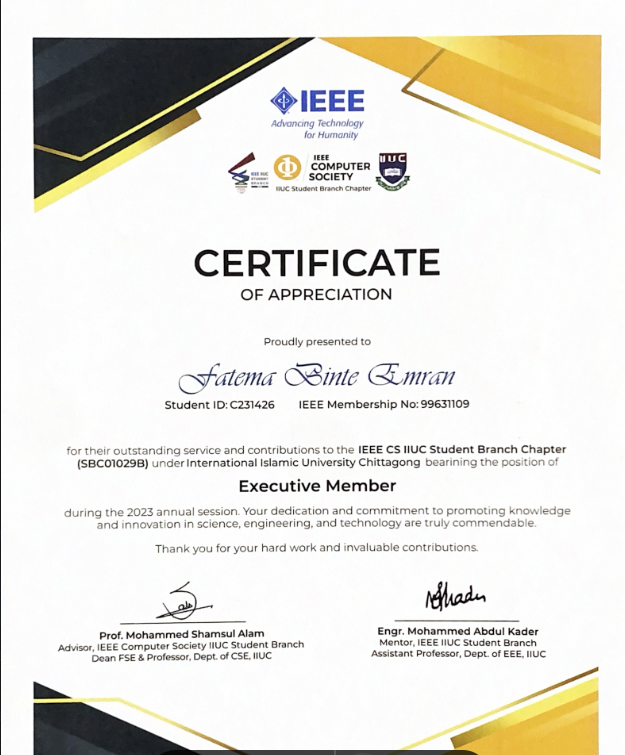 IEEE
Advancing Technology
for Humanity
IEEE IIUC
STUDENT
BRANCH
IEEE
COMPUTER
SOCIETY
IIUC Student Branch Chapter
IIUC
CERTIFICATE
OF APPRECIATION
Proudly presented to
Fatema Binte Emran
Student ID: C231426 IEEE Membership No: 99631109
for their outstanding service and contributions to the IEEE CS IIUC Student Branch Chapter
(SBC01029B) under International Islamic University Chittagong bearining the position of
Executive Member
during the 2023 annual session. Your dedication and commitment to promoting knowledge
and innovation in science, engineering, and technology are truly commendable.
Thank you for your hard work and invaluable contributions.
Prof. Mohammed Shamsul Alam
Advisor, IEEE Computer Society IIUC Student Branch
Dean FSE & Professor, Dept. of CSE, IIUC
Engr. Mohammed Abdul Kader
Mentor, IEEE IIUC Student Branch
Assistant Professor, Dept. of EEE, IIUC